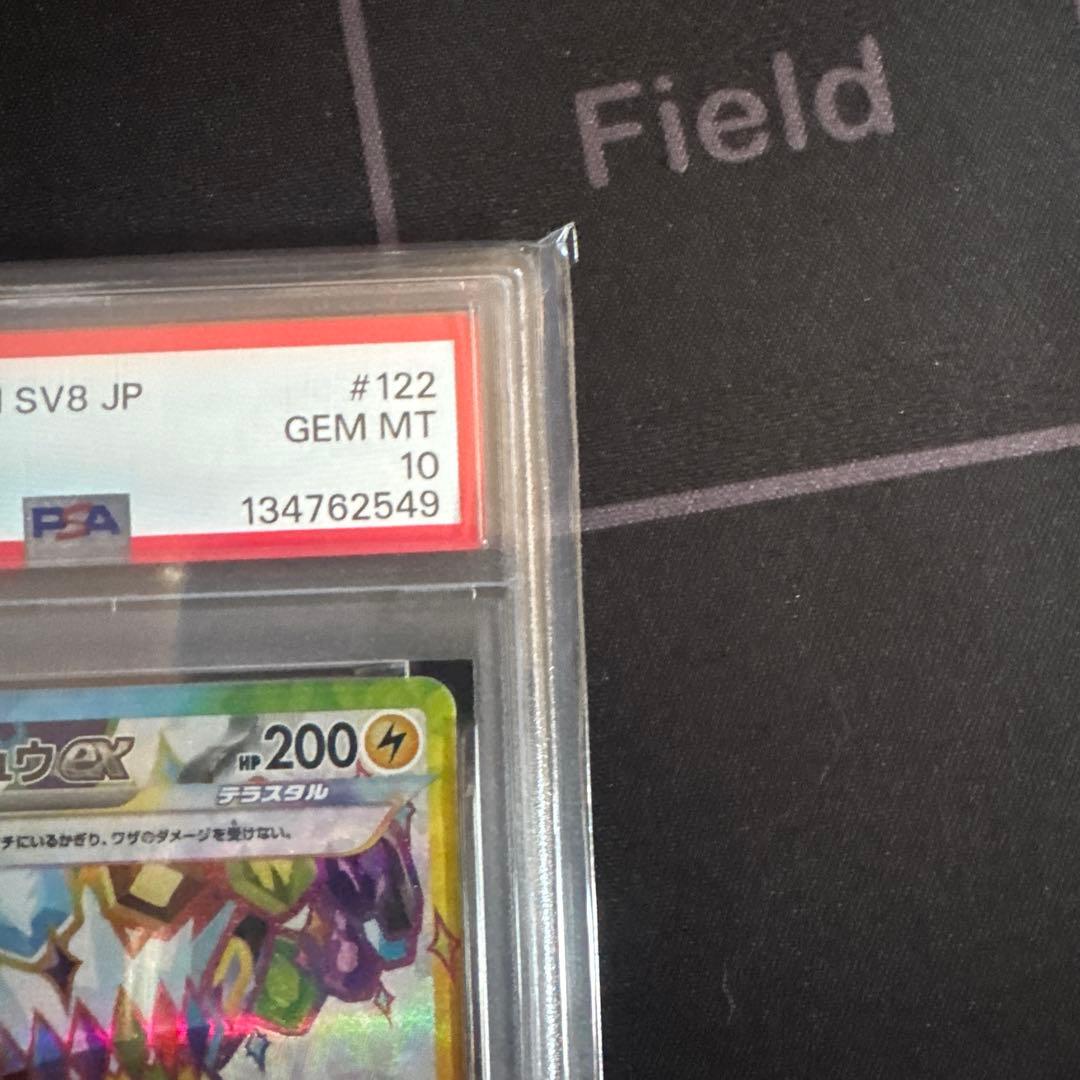 Field
SV8 JP
#122
GEM MT
10
PSA
134762549
ュウex
HP200
テラスタル
チにいるかぎり、ワザのダメージを受けない。